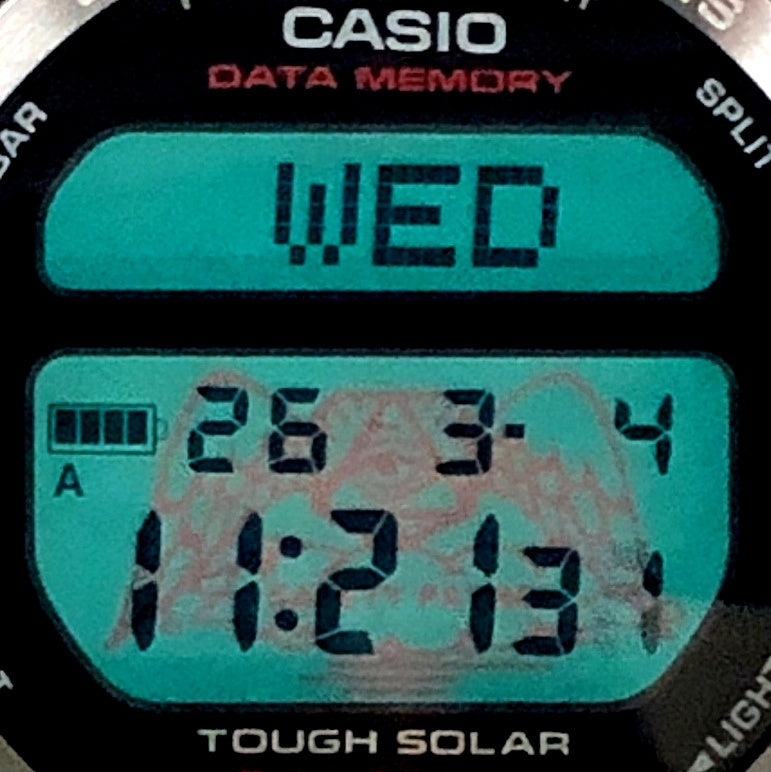 CASIO
DATA MEMORY
SPLIT
WED
26 3-4
A
11:21 31
LIGHT
TOUGH SOLAR